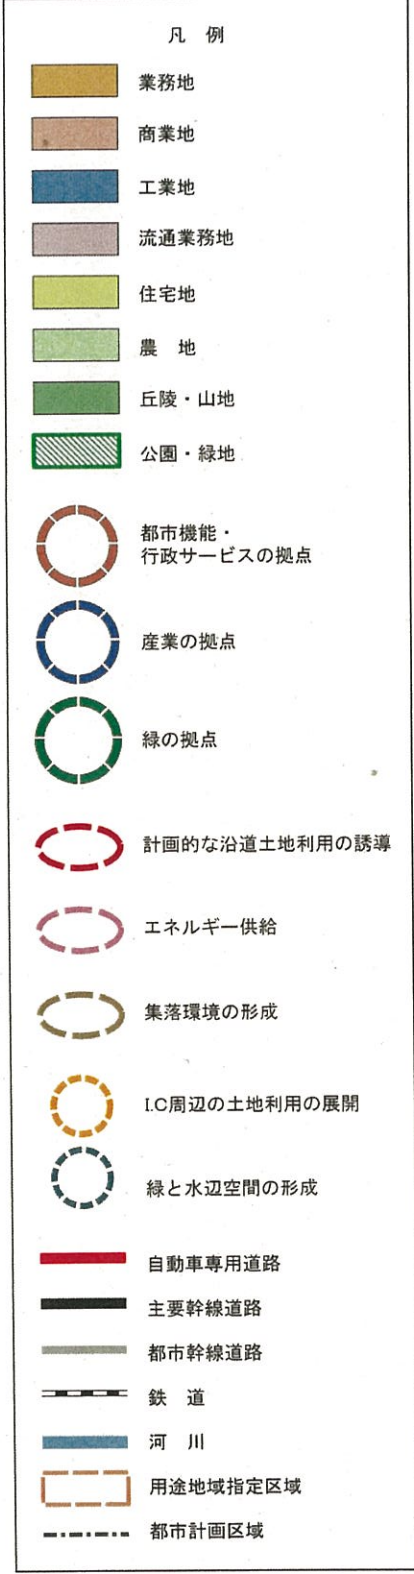 凡 例
業務地
商業地
工業地
流通業務地
住宅地
農 地
丘陵・山地
公園・緑地
都市機能・
行政サービスの拠点
産業の拠点
緑の拠点
計画的な沿道土地利用の誘導
エネルギー供給
集落環境の形成
I.C周辺の土地利用の展開
緑と水辺空間の形成
自動車専用道路
主要幹線道路
都市幹線道路
鉄 道
河 川
用途地域指定区域
都市計画区域